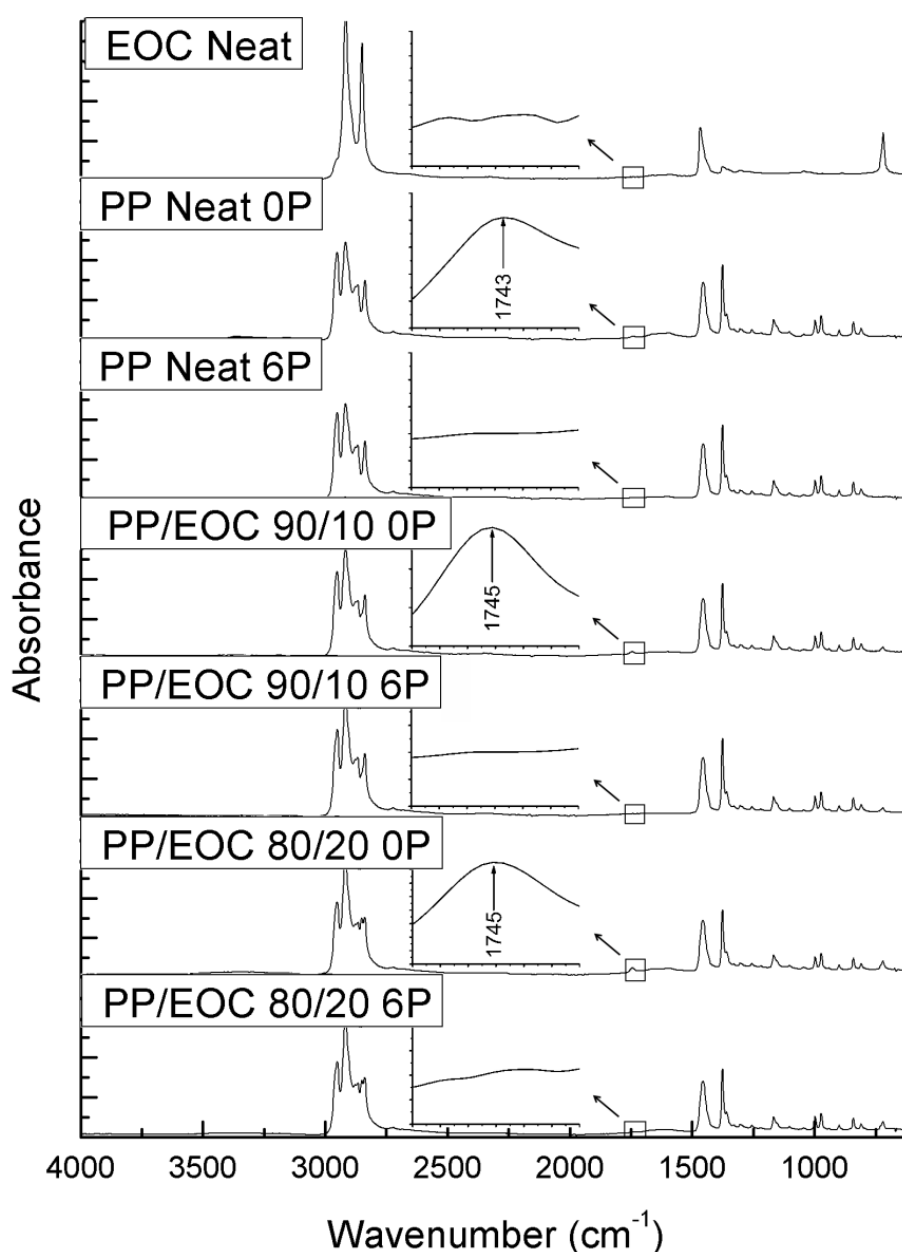 EOC Neat
PP Neat 0P
1743
PP Neat 6P
PP/EOC 90/10 0P
1745
PP/EOC 90/10 6P
PP/EOC 80/20 0P
1745
PP/EOC 80/20 6P
Absorbance
4000 3500 3000 2500 2000 1500 1000
Wavenumber (cm⁻¹)